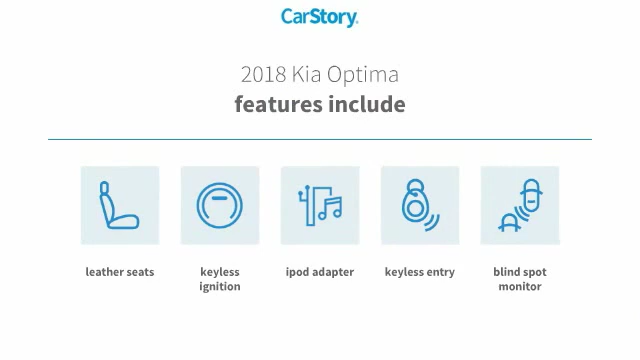 CarStory
2018 Kia Optima
features include
leather seats
keyless
ignition
ipod adapter
keyless entry
blind spot
monitor